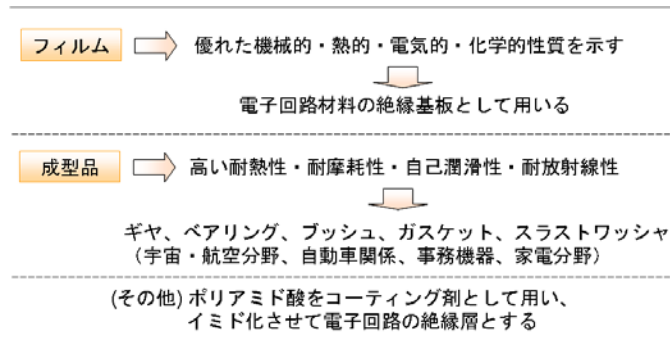 フィルム 優れた機械的・熱的・電気的・化学的性質を示す
電子回路材料の絶縁基板として用いる
成型品 高い耐熱性・耐摩耗性・自己潤滑性・耐放射線性
ギヤ、ベアリング、ブッシュ、ガスケット、スラストワッシャ
（宇宙・航空分野、自動車関係、事務機器、家電分野）
(その他) ポリアミド酸をコーティング剤として用い、
イミド化させて電子回路の絶縁層とする